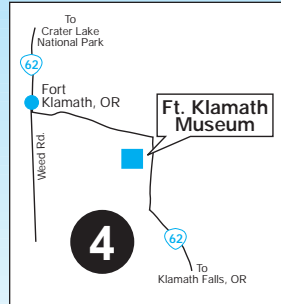 To
Crater Lake
National Park
62
Fort
Klamath, OR
Ft. Klamath
Museum
Weed Rd.
4
62
To
Klamath Falls, OR